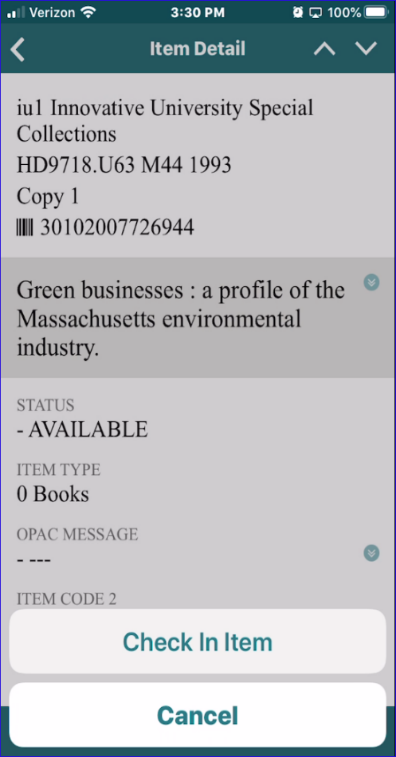 Verizon 3:30 PM 100%
Item Detail
iu1 Innovative University Special
Collections
HD9718.U63 M44 1993
Copy 1
30102007726944
Green businesses : a profile of the
Massachusetts environmental
industry.
STATUS
- AVAILABLE
ITEM TYPE
0 Books
OPAC MESSAGE
- ---
ITEM CODE 2
Check In Item
Cancel